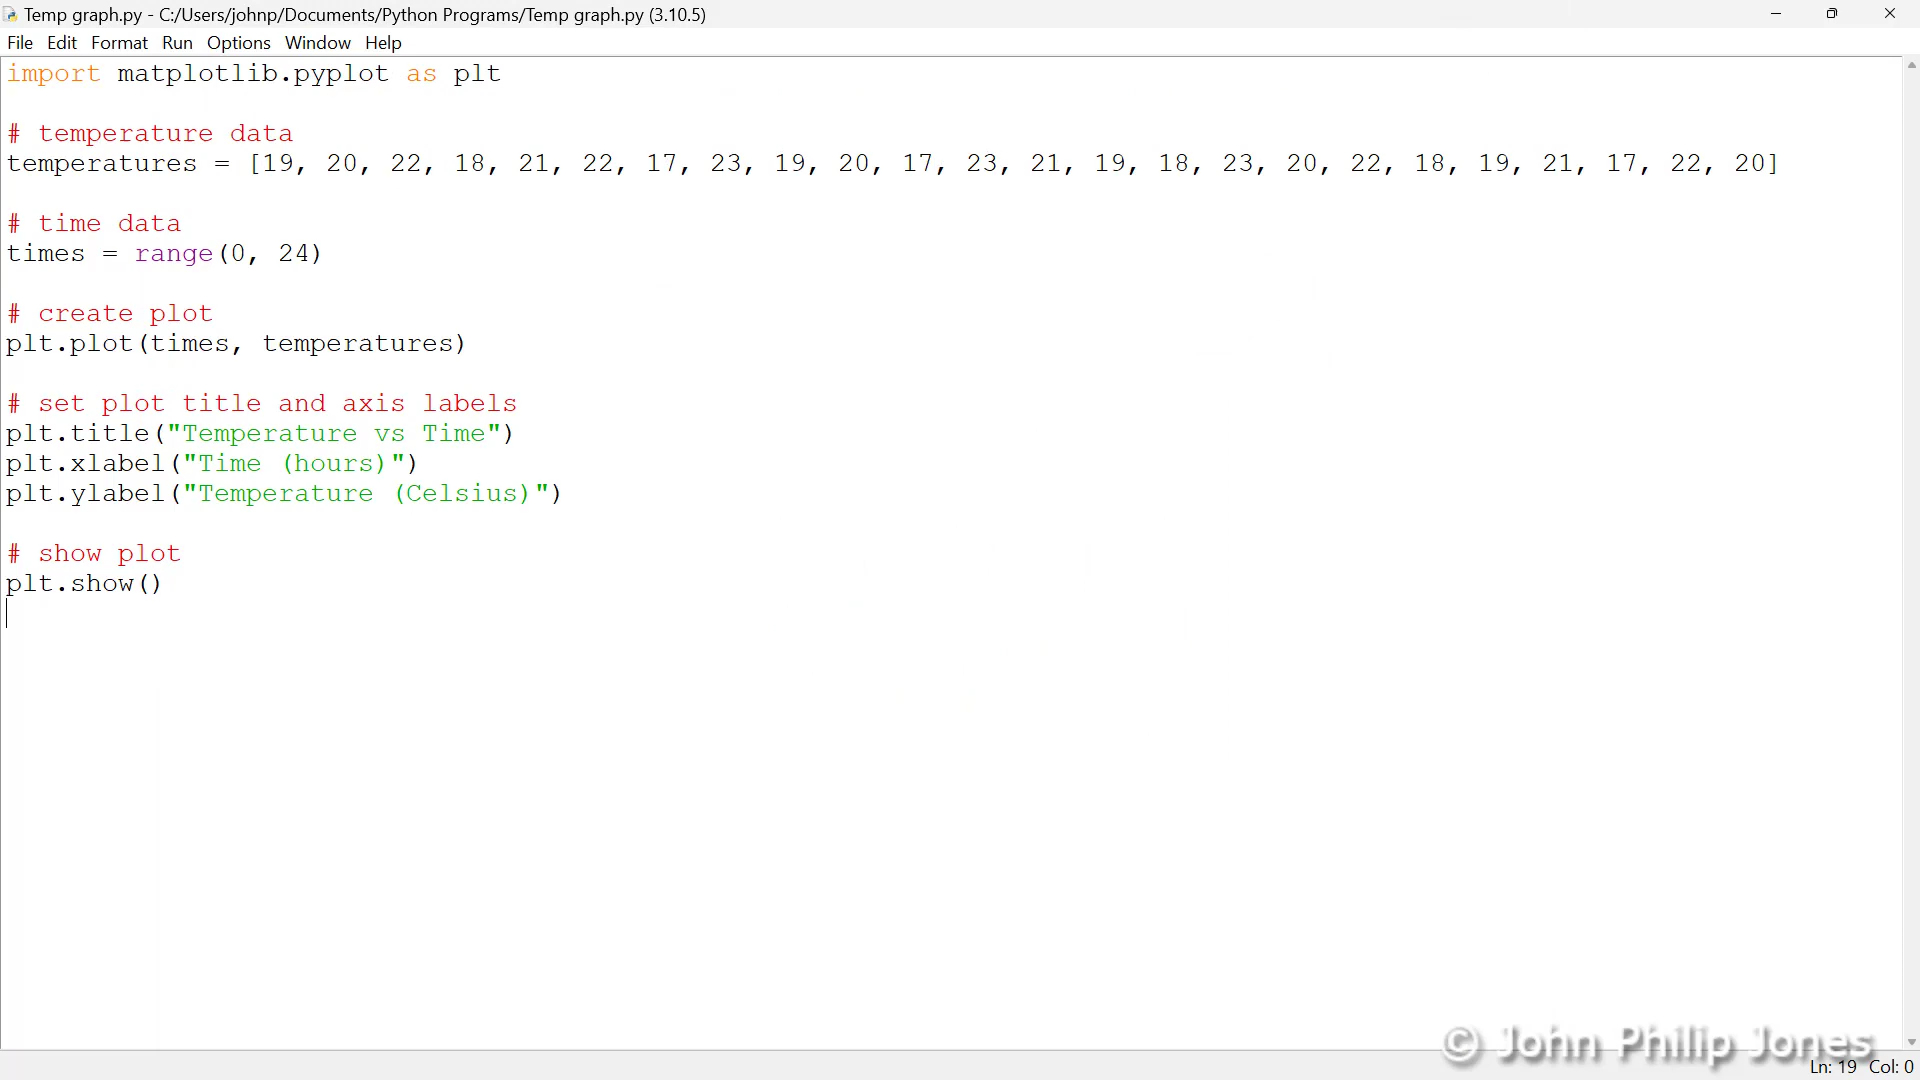 Temp graph.py - C:/Users/johnp/Documents/Python Programs/Temp graph.py (3.10.5)
File Edit Format Run Options Window Help
import matplotlib.pyplot as plt
# temperature data
temperatures = [19, 20, 22, 18, 21, 22, 17, 23, 19, 20, 17, 23, 21, 19, 18, 23, 20, 22, 18, 19, 21, 17, 22, 20]
# time data
times = range(0, 24)
# create plot
plt.plot(times, temperatures)
# set plot title and axis labels
plt.title("Temperature vs Time")
plt.xlabel("Time (hours)")
plt.ylabel("Temperature (Celsius)")
# show plot
plt.show()
© John Philip Jones
Ln: 19 Col: 0